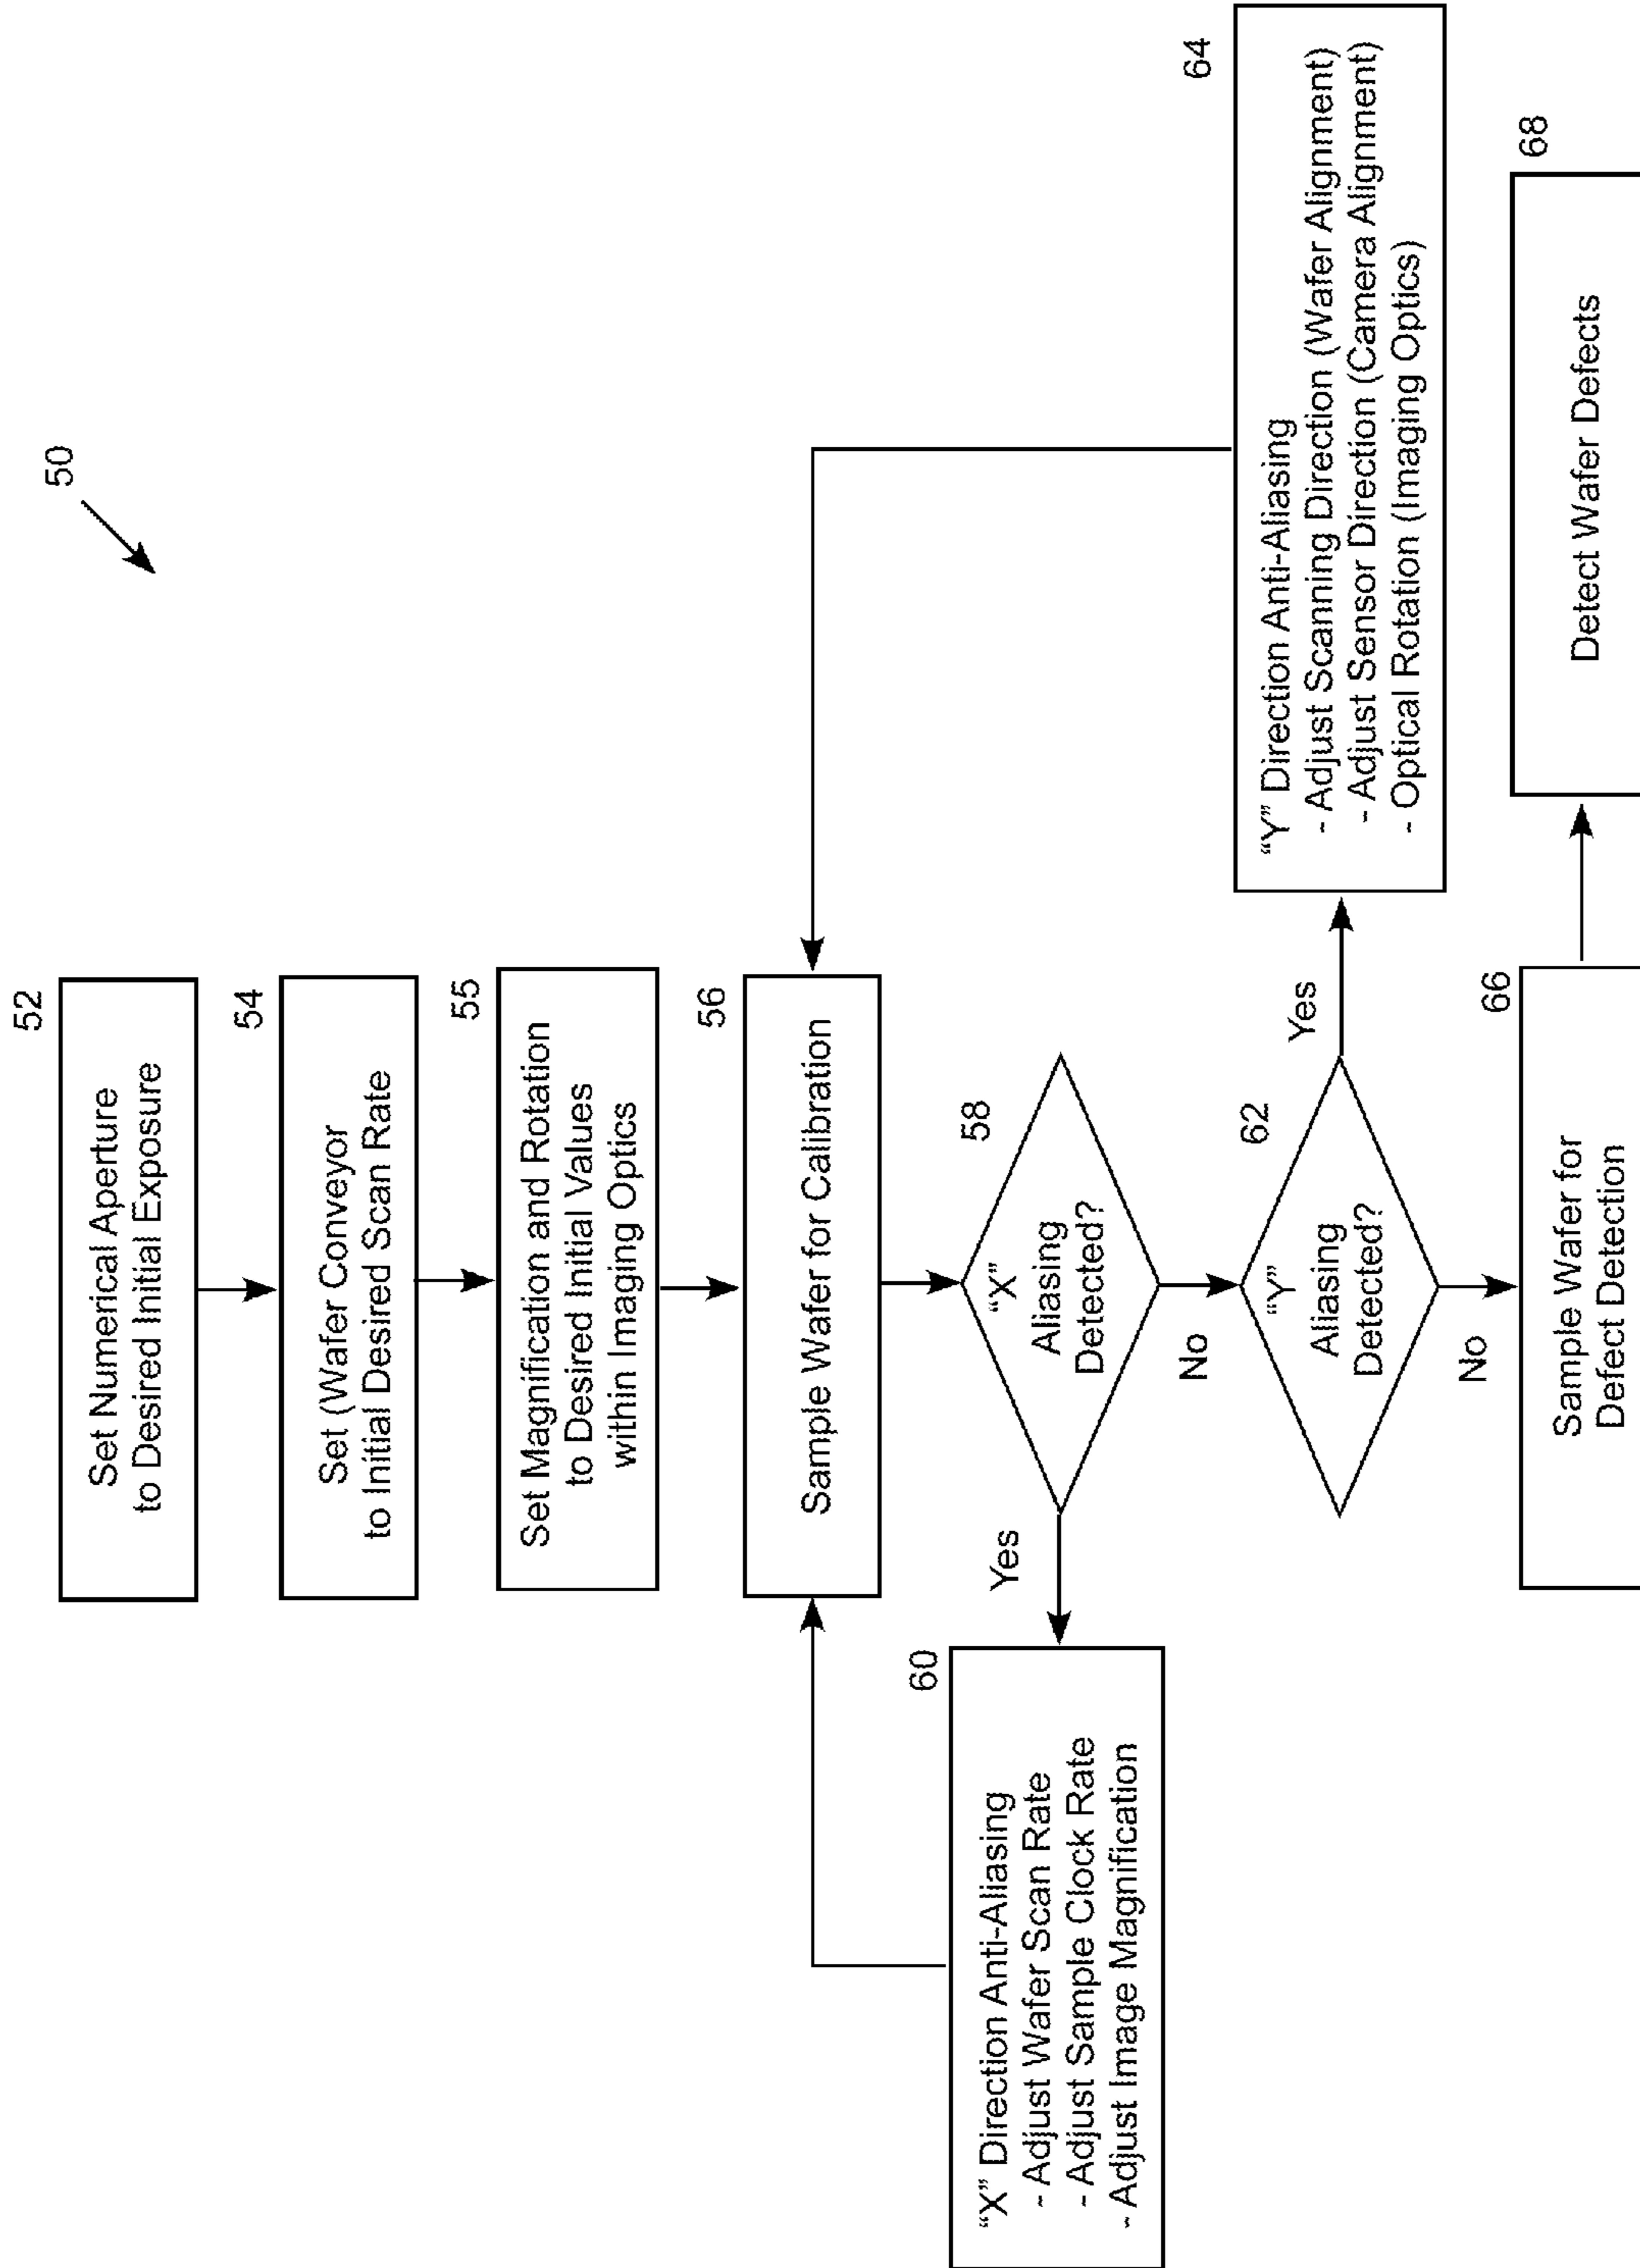 50
52
Set Numerical Aperture
to Desired Initial Exposure
54
Set (Wafer Conveyor
to Initial Desired Scan Rate
55
Set Magnification and Rotation
to Desired Initial Values
within Imaging Optics
56
Sample Wafer for Calibration
58
“X”
Aliasing
Detected?
Yes
No
60
“X” Direction Anti-Aliasing
- Adjust Wafer Scan Rate
- Adjust Sample Clock Rate
- Adjust Image Magnification
62
“Y”
Aliasing
Detected?
Yes
No
64
“Y” Direction Anti-Aliasing
- Adjust Scanning Direction (Wafer Alignment)
- Adjust Sensor Direction (Camera Alignment)
- Optical Rotation (Imaging Optics)
66
Sample Wafer for
Defect Detection
68
Detect Wafer Defects